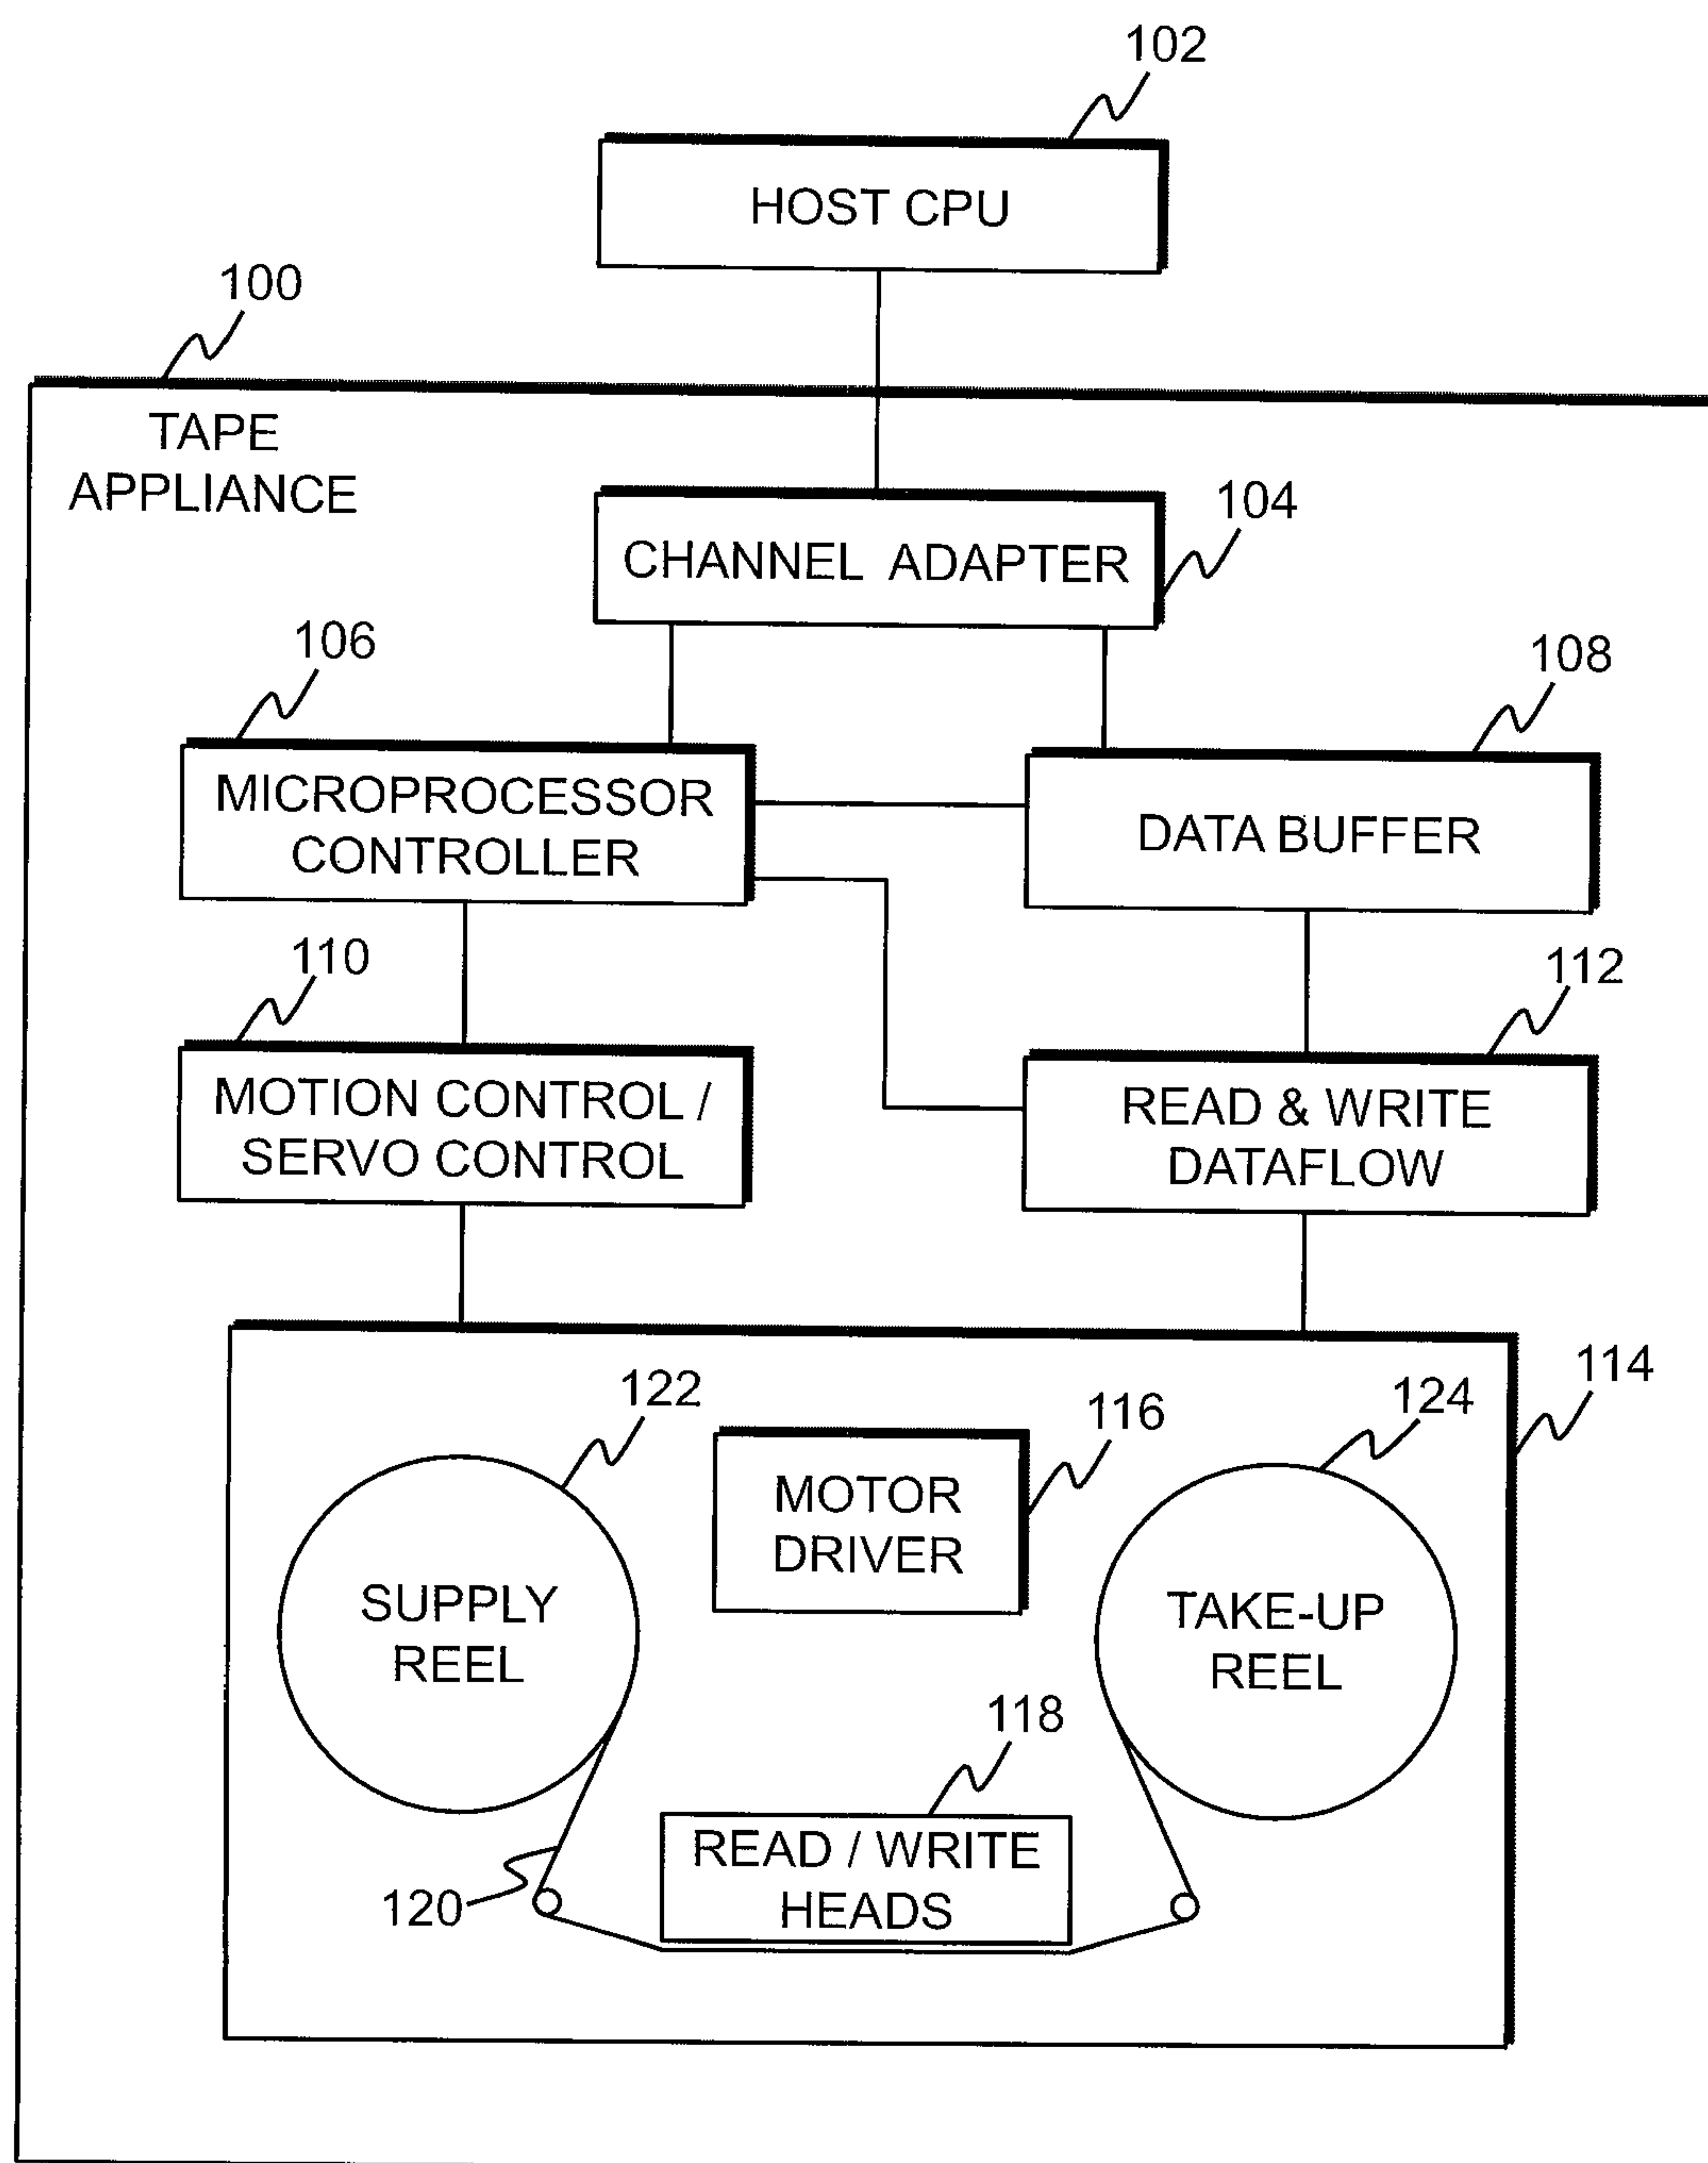 102
HOST CPU
100
TAPE
APPLIANCE
104
CHANNEL ADAPTER
106
108
MICROPROCESSOR
CONTROLLER
DATA BUFFER
110
112
MOTION CONTROL /
SERVO CONTROL
READ & WRITE
DATAFLOW
114
122
116
124
MOTOR
DRIVER
SUPPLY
REEL
TAKE-UP
REEL
118
READ / WRITE
HEADS
120